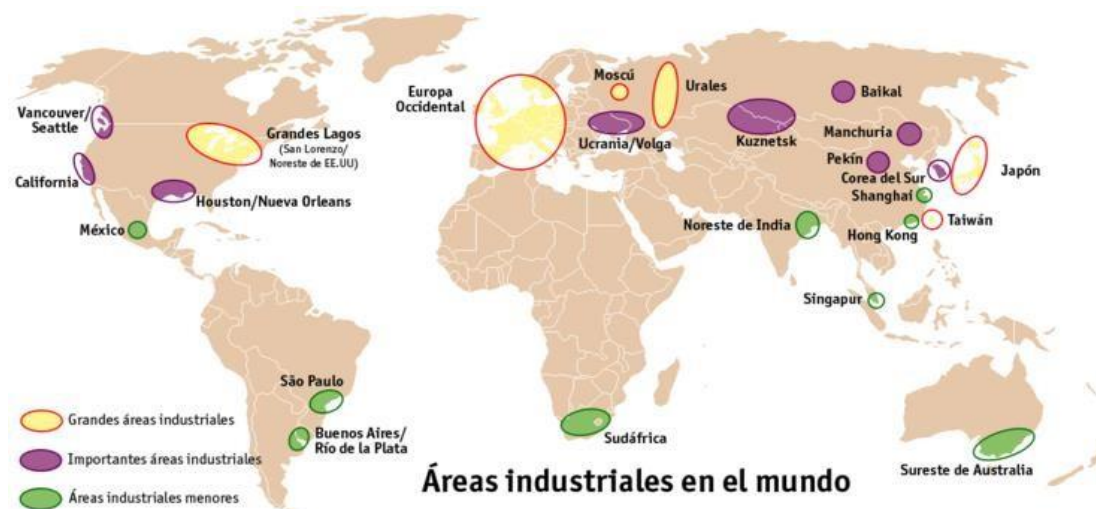 Vancouver/
Seattle
California
México
Grandes Lagos
(San Lorenzo/
Noreste de EE.UU)
Houston/Nueva Orleans
São Paulo
Buenos Aires/
Río de la Plata
Europa
Occidental
Moscú
Urales
Ucrania/Volga
Kuznetsk
Baikal
Manchuria
Pekín
Corea del Sur
Japón
Shanghaí
Taiwán
Hong Kong
Noreste de India
Singapur
Sudáfrica
Sureste de Australia
Grandes áreas industriales
Importantes áreas industriales
Áreas industriales menores
Áreas industriales en el mundo